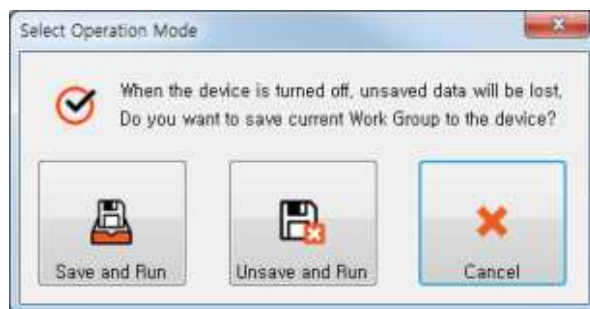 Select Operation Mode
When the device is turned off, unsaved data will be lost,
Do you want to save current Work Group to the device?
Save and Run
Unsave and Run
Cancel